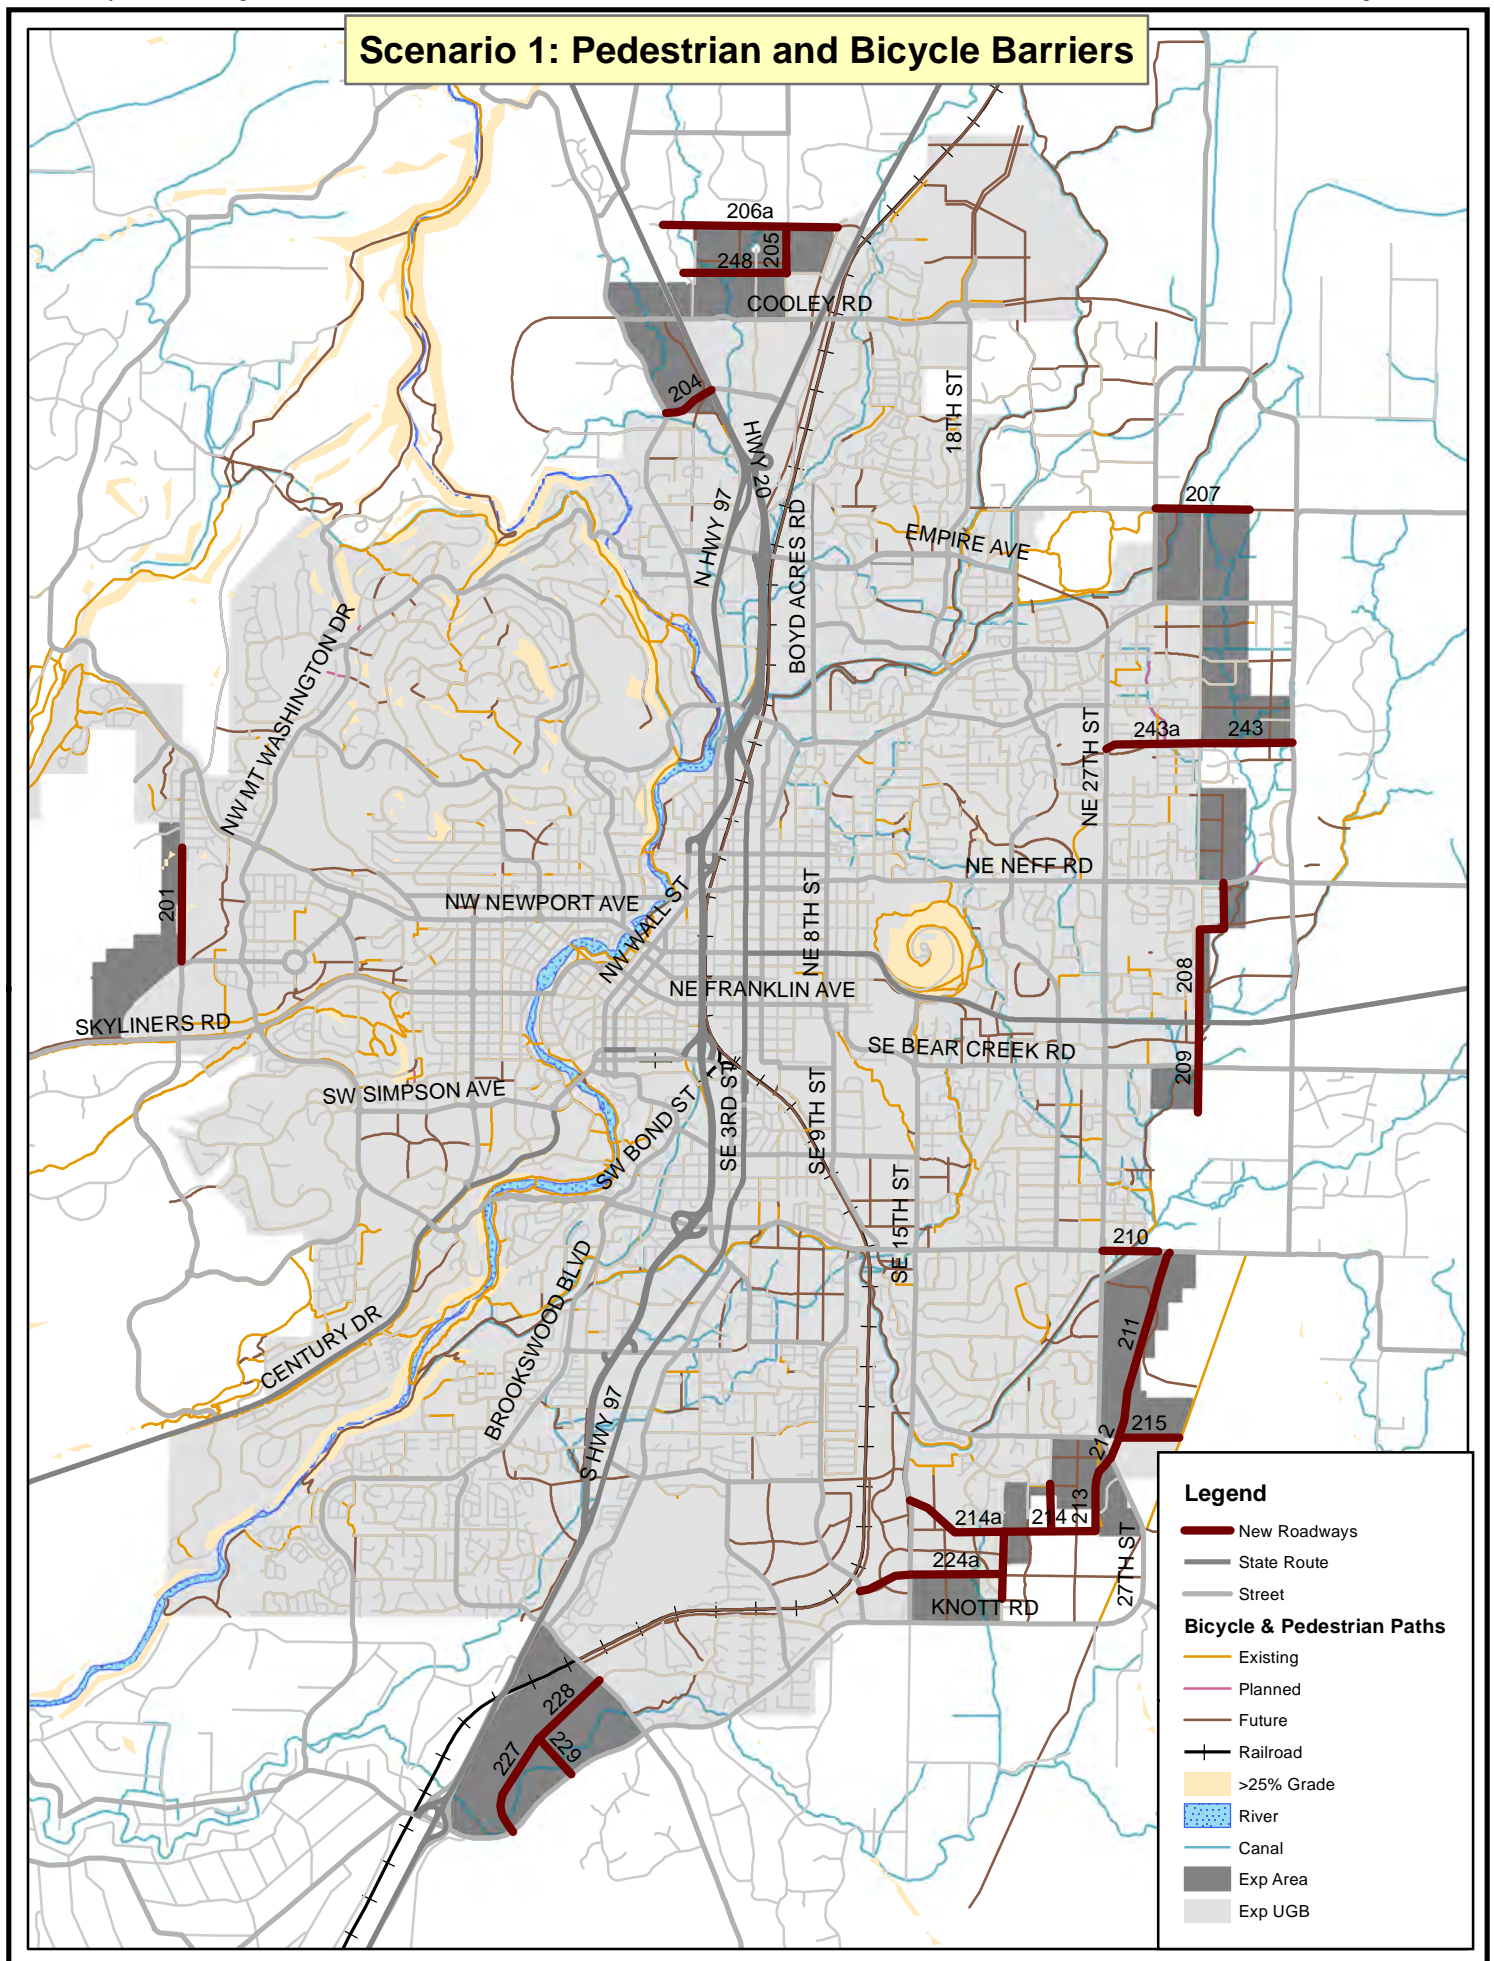 Scenario 1: Pedestrian and Bicycle Barriers
206a
205
248
COOLEY RD
204
18TH ST
HWY 20
N HWY 97
BOYD ACRES RD
207
EMPIRE AVE
NW MT WASHINGTON DR
NE 27TH ST
243a
243
NE NEFF RD
201
NW NEWPORT AVE
NW WALL ST
NE 8TH ST
208
NE FRANKLIN AVE
SKYLINERS RD
SE BEAR CREEK RD
209
SW SIMPSON AVE
SW BOND ST
SE 3RD ST
SE 9TH ST
SE 15TH ST
210
BROOKSWOOD BLVD
211
CENTURY DR
S HWY 97
212
215
213
214a
214
224a
27TH ST
KNOTT RD
228
229
227
Legend
New Roadways
State Route
Street
Bicycle & Pedestrian Paths
Existing
Planned
Future
Railroad
>25% Grade
River
Canal
Exp Area
Exp UGB